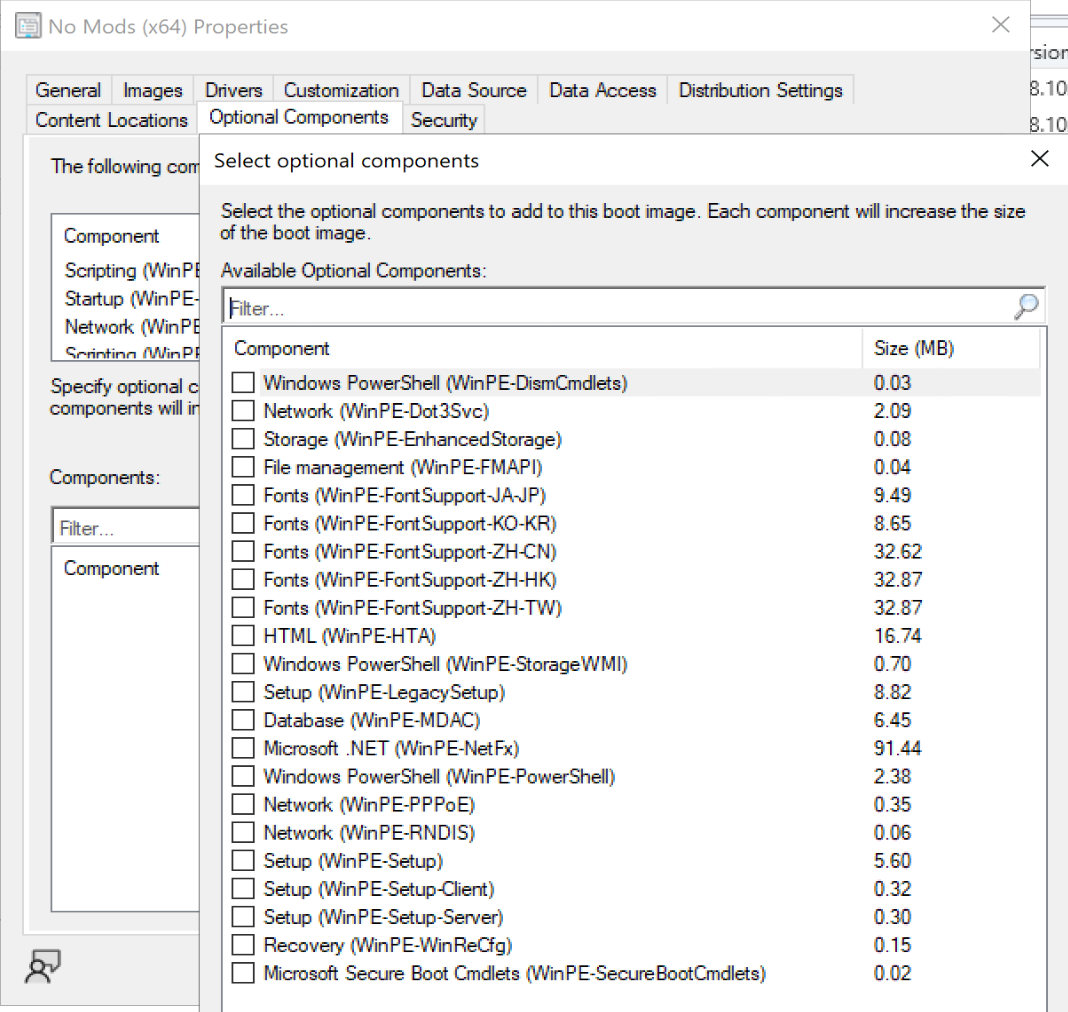 No Mods (x64) Properties
rsion
8.10
8.10
General Images Drivers Customization Data Source Data Access Distribution Settings
Content Locations Optional Components Security
The following com
Component
Scripting (WinPE
Startup (WinPE-
Network (WinPE
Scripting (WinPE
Specify optional c
components will in
Components:
Filter...
Component
Select optional components
Select the optional components to add to this boot image. Each component will increase the size
of the boot image.
Available Optional Components:
Filter...
Component Size (MB)
Windows PowerShell (WinPE-DismCmdlets) 0.03
Network (WinPE-Dot3Svc) 2.09
Storage (WinPE-EnhancedStorage) 0.08
File management (WinPE-FMAPI) 0.04
Fonts (WinPE-FontSupport-JA-JP) 9.49
Fonts (WinPE-FontSupport-KO-KR) 8.65
Fonts (WinPE-FontSupport-ZH-CN) 32.62
Fonts (WinPE-FontSupport-ZH-HK) 32.87
Fonts (WinPE-FontSupport-ZH-TW) 32.87
HTML (WinPE-HTA) 16.74
Windows PowerShell (WinPE-StorageWMI) 0.70
Setup (WinPE-LegacySetup) 8.82
Database (WinPE-MDAC) 6.45
Microsoft .NET (WinPE-NetFx) 91.44
Windows PowerShell (WinPE-PowerShell) 2.38
Network (WinPE-PPPoE) 0.35
Network (WinPE-RNDIS) 0.06
Setup (WinPE-Setup) 5.60
Setup (WinPE-Setup-Client) 0.32
Setup (WinPE-Setup-Server) 0.30
Recovery (WinPE-WinReCfg) 0.15
Microsoft Secure Boot Cmdlets (WinPE-SecureBootCmdlets) 0.02